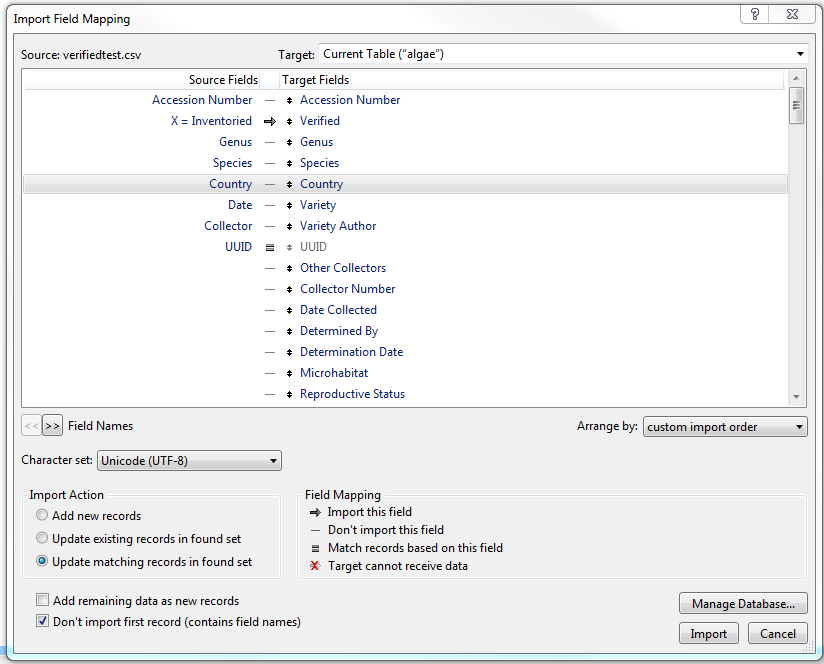 Import Field Mapping
Source: verifiedtest.csv Target: Current Table ("algae")
Source Fields Target Fields
Accession Number — Accession Number
X = Inventoried ⇒ Verified
Genus — Genus
Species — Species
Country — Country
Date — Variety
Collector — Variety Author
UUID ≡ UUID
— Other Collectors
— Collector Number
— Date Collected
— Determined By
— Determination Date
— Microhabitat
— Reproductive Status
<< >> Field Names Arrange by: custom import order
Character set: Unicode (UTF-8)
Import Action
Add new records
Update existing records in found set
Update matching records in found set
Field Mapping
⇒ Import this field
— Don't import this field
≡ Match records based on this field
Target cannot receive data
Add remaining data as new records
Don't import first record (contains field names)
Manage Database...
Import Cancel